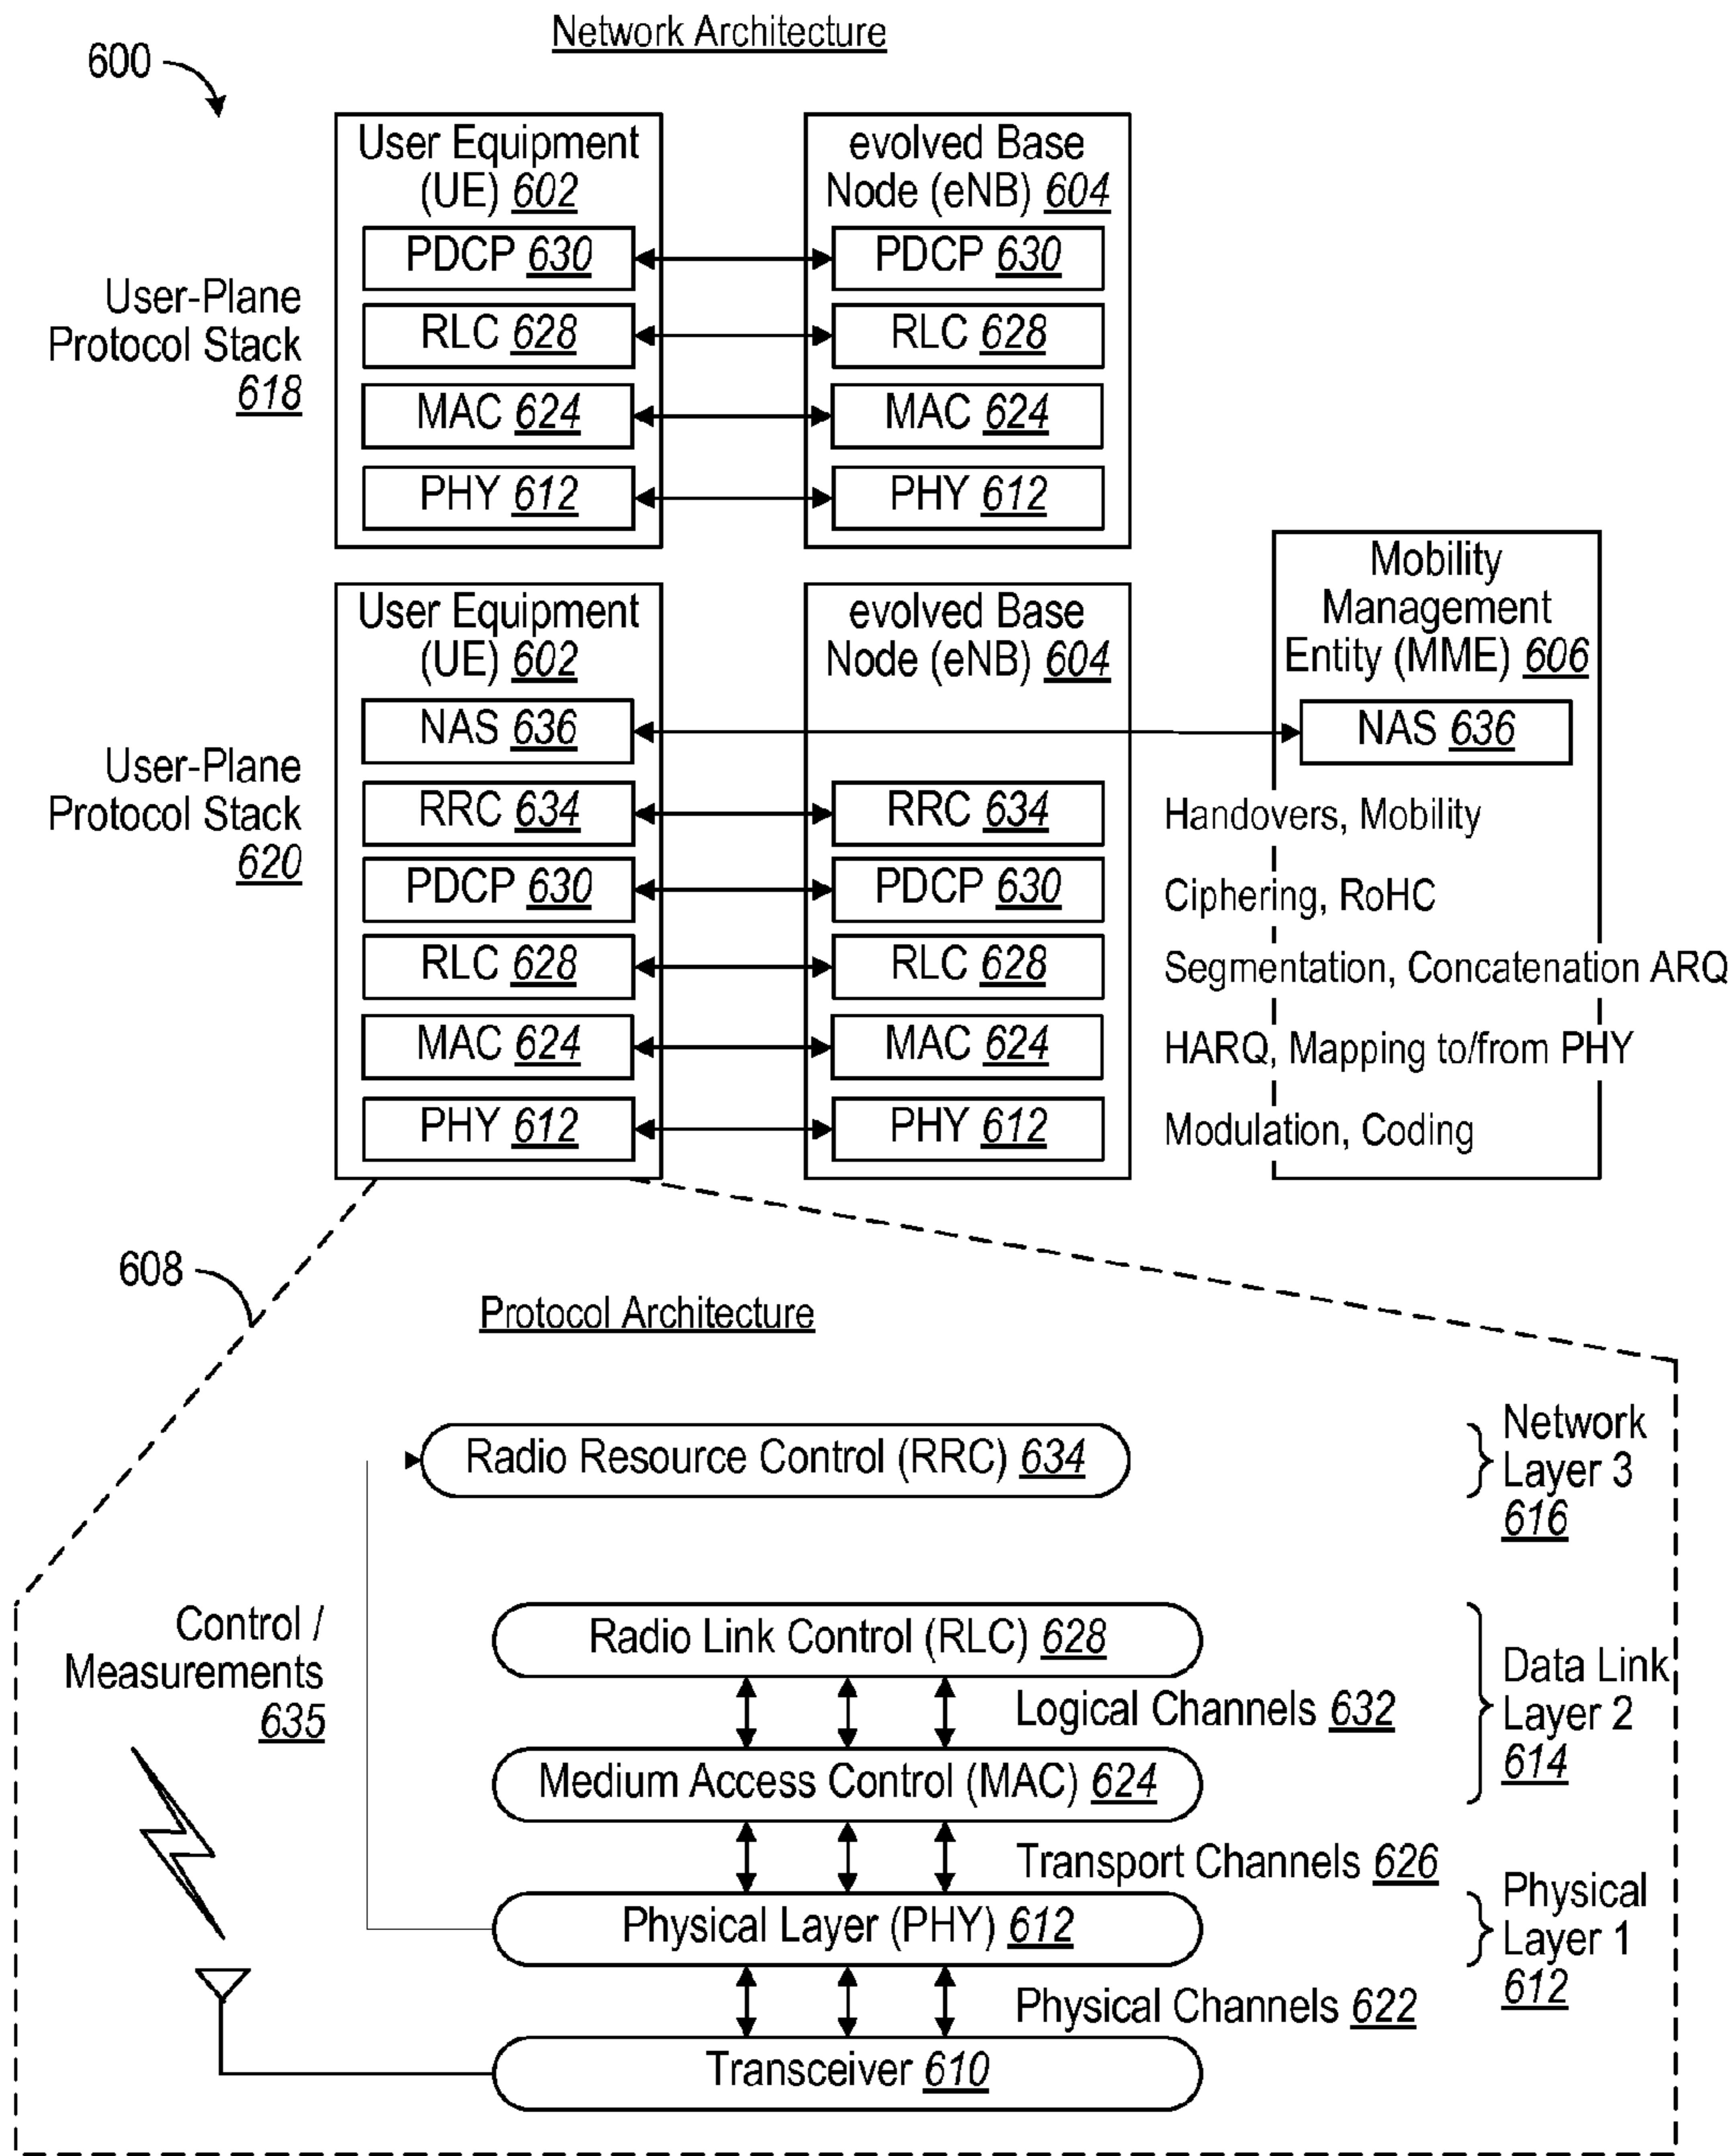 Network Architecture
600
User Equipment
(UE) 602
evolved Base
Node (eNB) 604
PDCP 630
PDCP 630
User-Plane
Protocol Stack
618
RLC 628
RLC 628
MAC 624
MAC 624
PHY 612
PHY 612
User Equipment
(UE) 602
evolved Base
Node (eNB) 604
Mobility
Management
Entity (MME) 606
NAS 636
NAS 636
User-Plane
Protocol Stack
620
RRC 634
RRC 634
Handovers, Mobility
PDCP 630
PDCP 630
Ciphering, RoHC
RLC 628
RLC 628
Segmentation, Concatenation ARQ
MAC 624
MAC 624
HARQ, Mapping to/from PHY
PHY 612
PHY 612
Modulation, Coding
608
Protocol Architecture
Radio Resource Control (RRC) 634
Network
Layer 3
616
Control /
Measurements
635
Radio Link Control (RLC) 628
Logical Channels 632
Data Link
Layer 2
614
Medium Access Control (MAC) 624
Transport Channels 626
Physical Layer (PHY) 612
Physical
Layer 1
612
Physical Channels 622
Transceiver 610